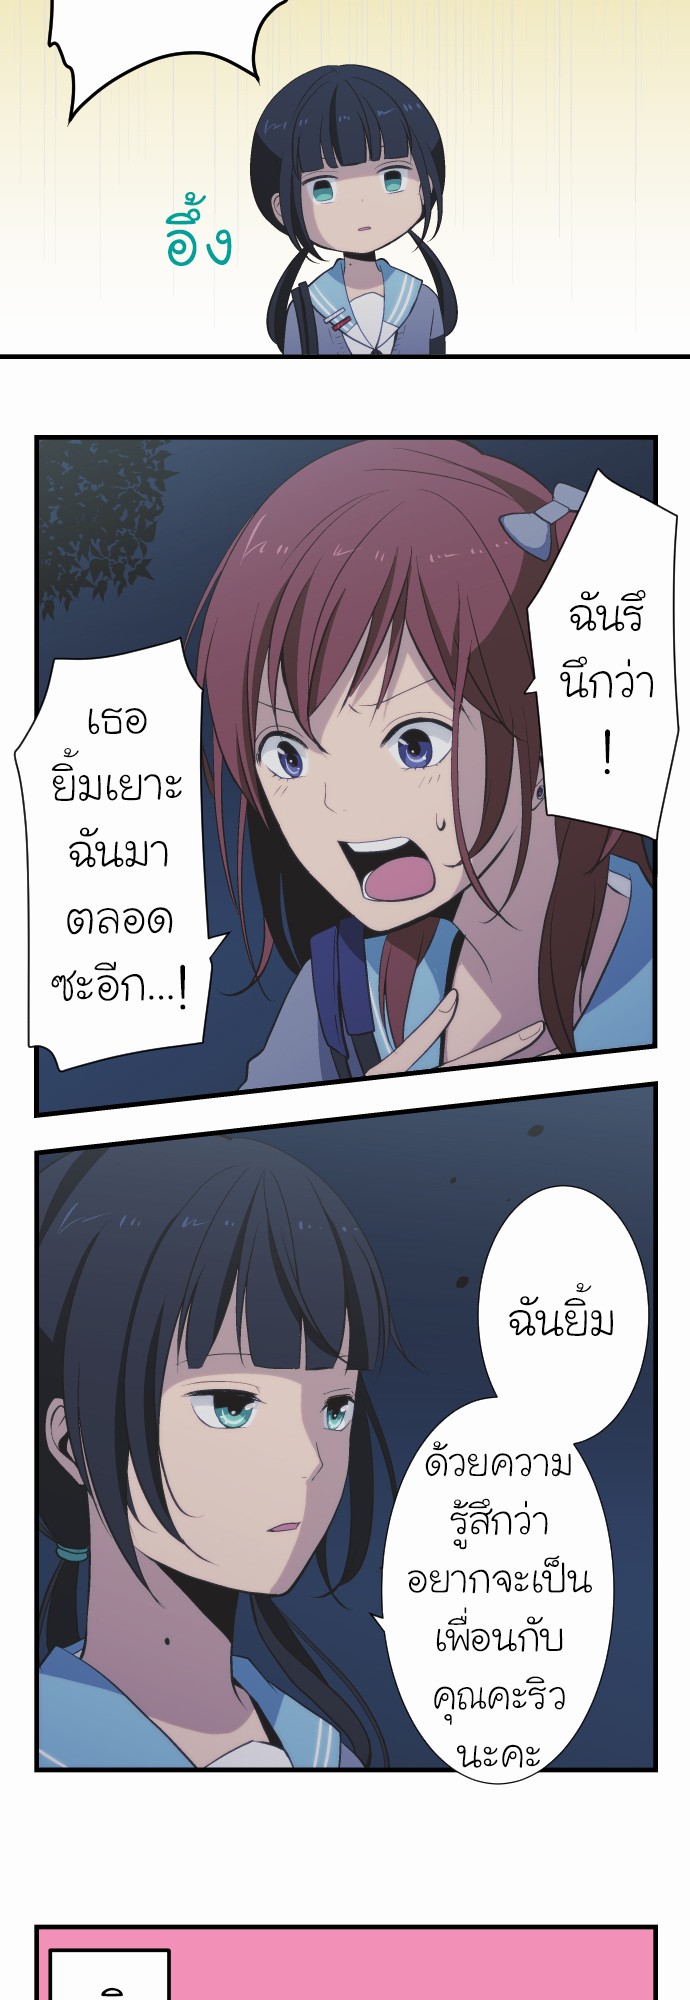 อึ้ง
ฉันรึ
นึกว่า
!
เธอ
ยิ้มเยาะ
ฉันมา
ตลอด
ซะอีก...!
ฉันยิ้ม
ด้วยความ
รู้สึกว่า
อยากจะเป็น
เพื่อนกับ
คุณคะริว
นะคะ